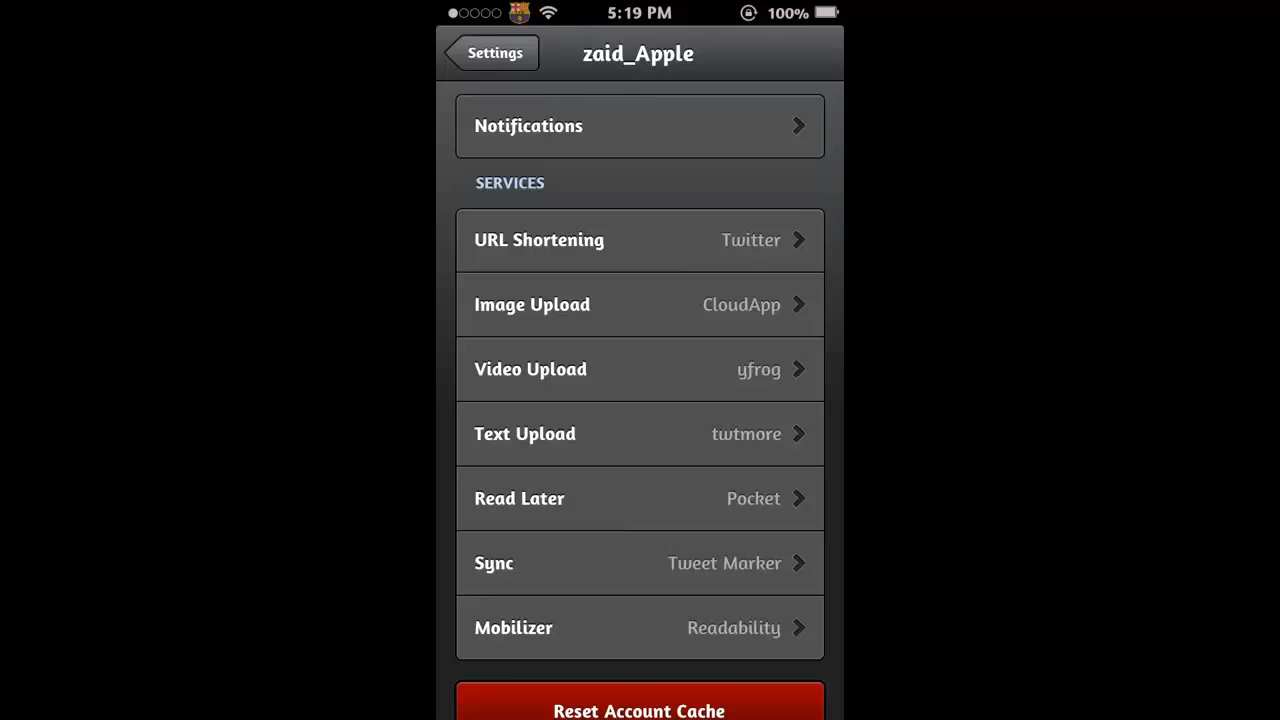 5:19 PM 100%
Settings zaid_Apple
Notifications
SERVICES
URL Shortening Twitter
Image Upload CloudApp
Video Upload yfrog
Text Upload twtmore
Read Later Pocket
Sync Tweet Marker
Mobilizer Readability
Reset Account Cache